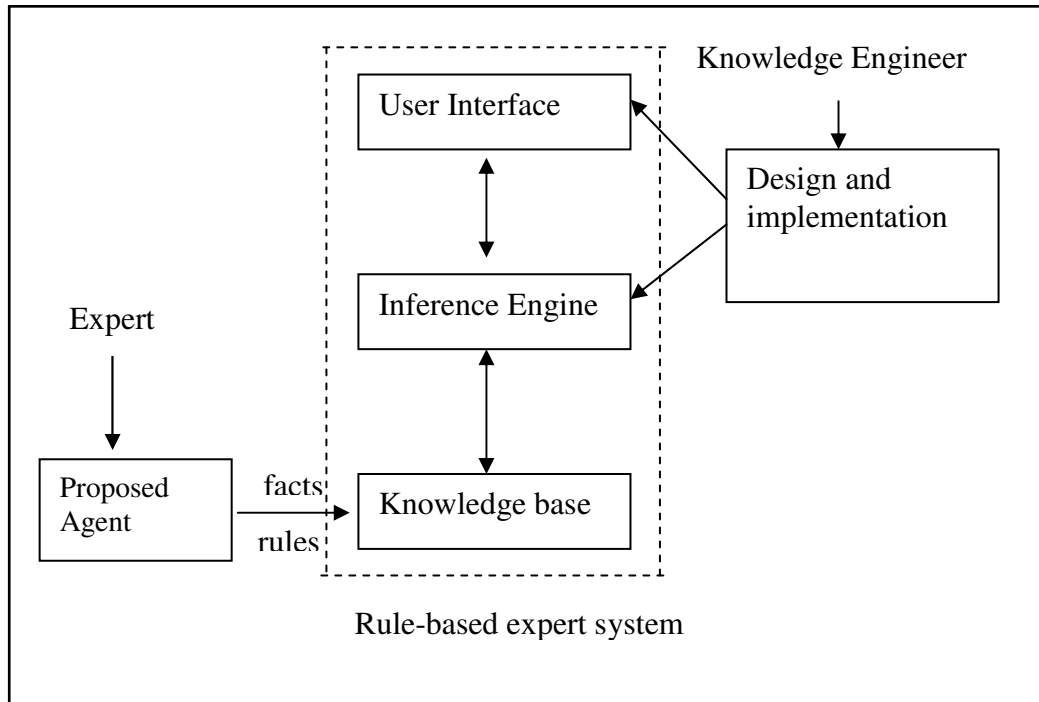 Knowledge Engineer
User Interface
Design and
implementation
Inference Engine
Expert
Proposed
Agent
facts
rules
Knowledge base
Rule-based expert system